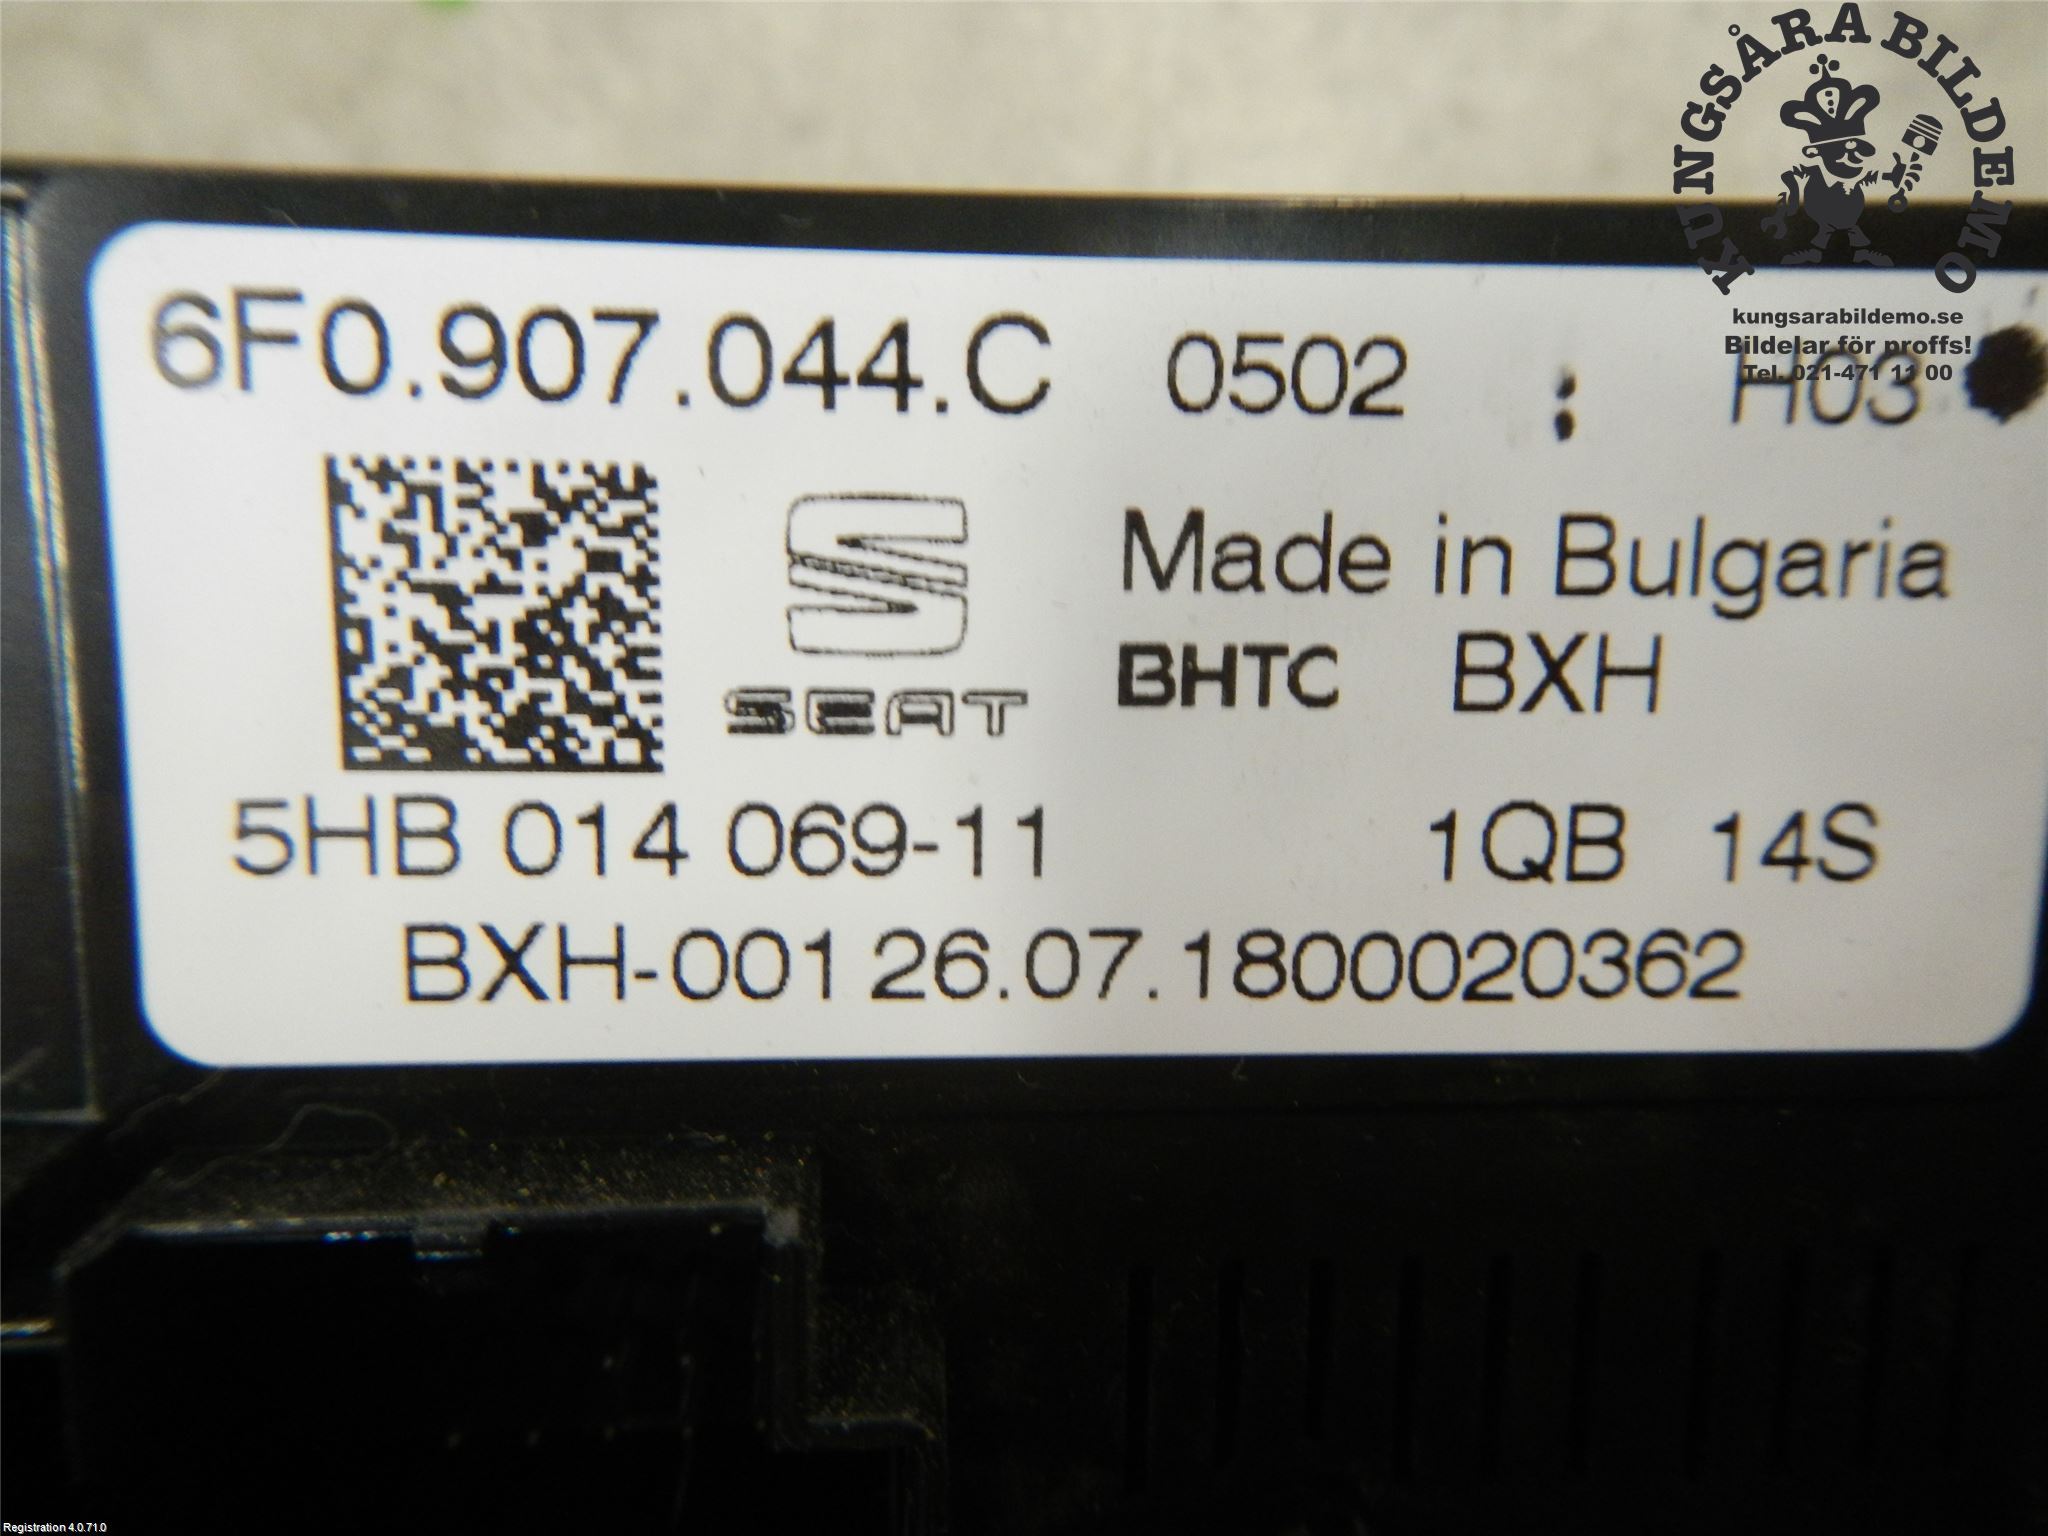 KUNGSÅRA BILDEMO
kungsarabildemo.se
Bildelar för proffs!
Tel. 021-471 11 00
6F0.907.044.C 0502 H03
SEAT
Made in Bulgaria
BHTC BXH
5HB 014 069-11 1QB 14S
BXH-001 26.07.1800020362
Registration 4.0.71.0